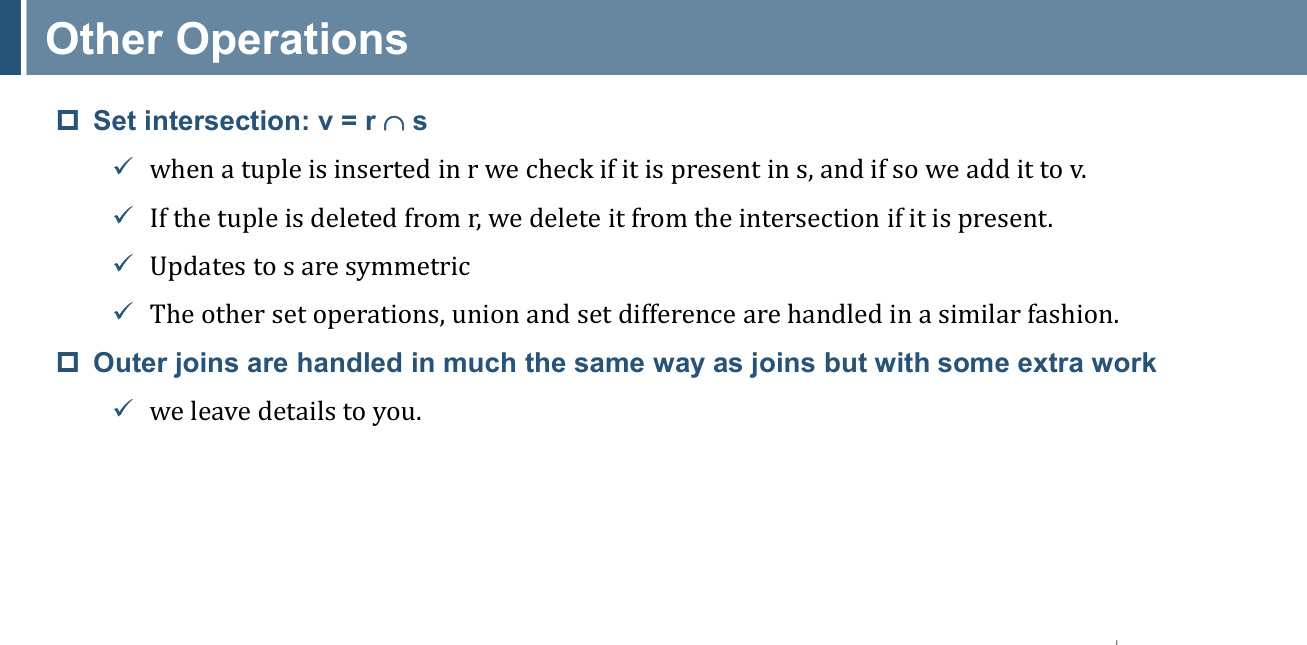 Other Operations
Set intersection: v = r ∩ s
when a tuple is inserted in r we check if it is present in s, and if so we add it to v.
If the tuple is deleted from r, we delete it from the intersection if it is present.
Updates to s are symmetric
The other set operations, union and set difference are handled in a similar fashion.
Outer joins are handled in much the same way as joins but with some extra work
we leave details to you.